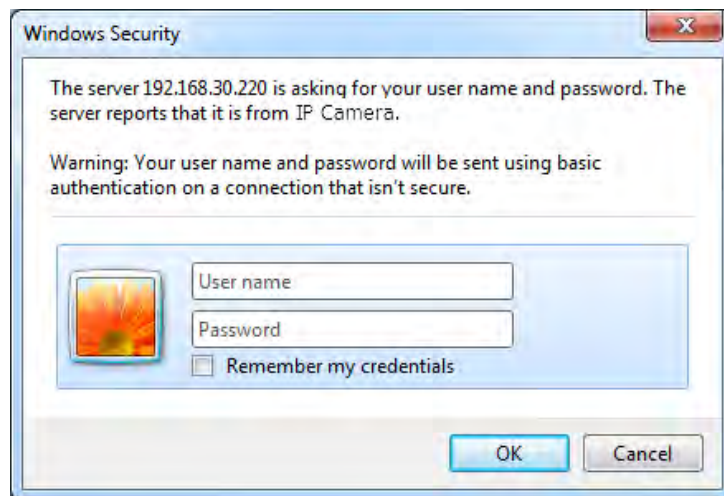 Windows Security
The server 192.168.30.220 is asking for your user name and password. The
server reports that it is from IP Camera.
Warning: Your user name and password will be sent using basic
authentication on a connection that isn't secure.
User name
Password
Remember my credentials
OK
Cancel